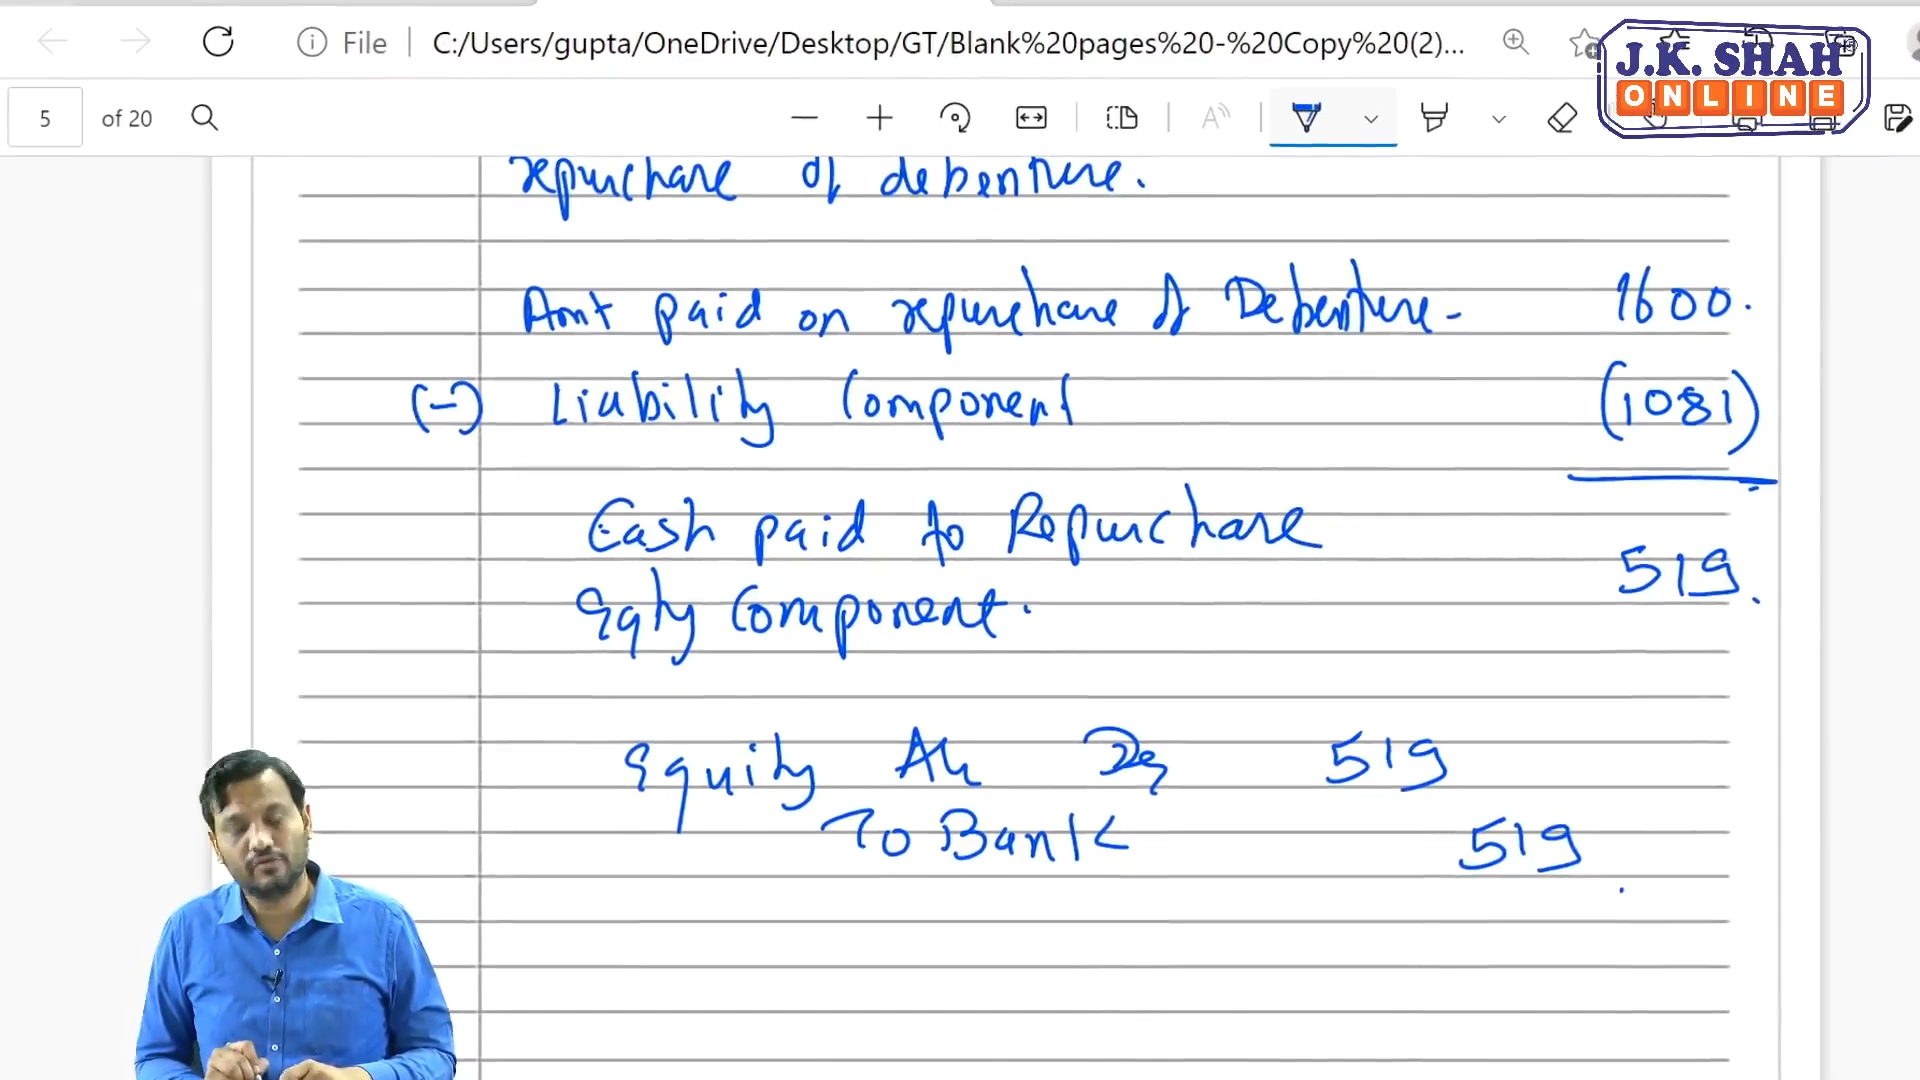 File C:/Users/gupta/OneDrive/Desktop/GT/Blank%20pages%20-%20Copy%20(2)...
J.K. SHAH
ONLINE
5 of 20
repurchase of debenture.
Amt paid on repurchase of Debenture - 1600.
(-) Liability Component (1081)
Cash paid to Repurchase
519.
Eqty Component.
Equity A/c Dr 519
To Bank 519